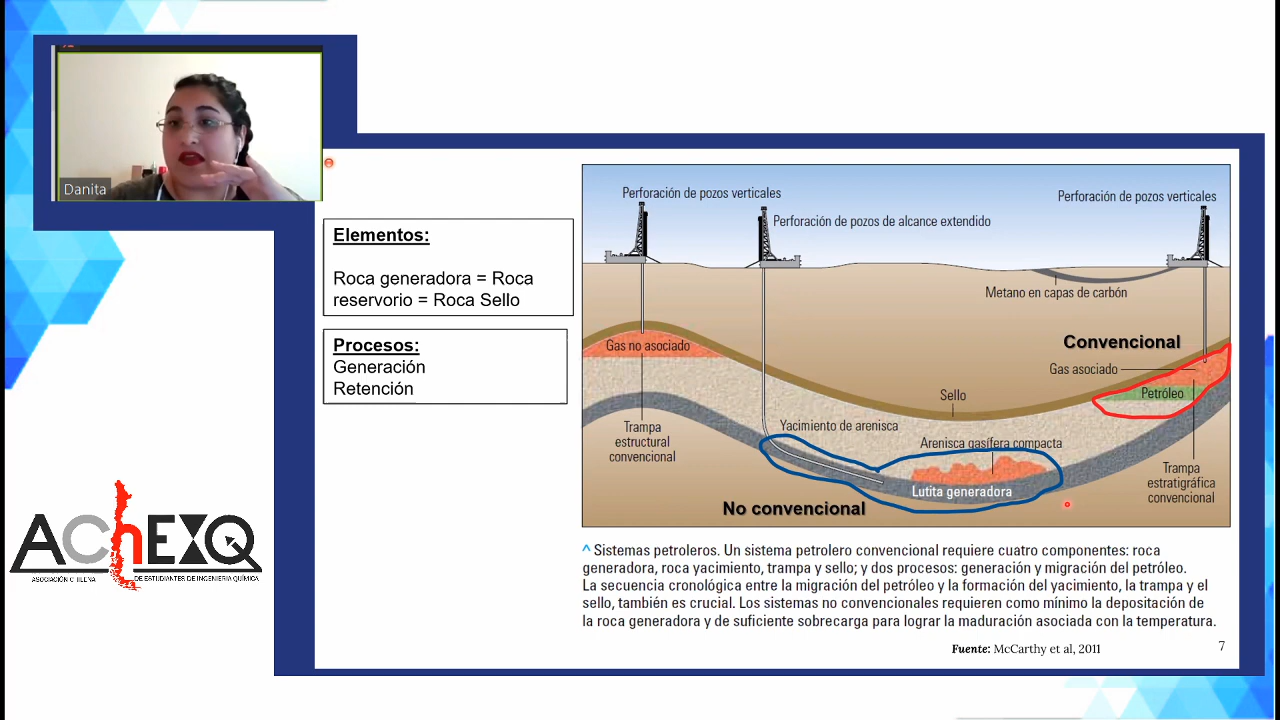 Danita
Elementos:
Roca generadora = Roca
reservorio = Roca Sello
Procesos:
Generación
Retención
Perforación de pozos verticales
Perforación de pozos de alcance extendido
Perforación de pozos verticales
Metano en capas de carbón
Convencional
Gas no asociado
Gas asociado
Petróleo
Sello
Trampa
estructural
convencional
Yacimiento de arenisca
Arenisca gasífera compacta
Lutita generadora
Trampa
estratigráfica
convencional
No convencional
^ Sistemas petroleros. Un sistema petrolero convencional requiere cuatro componentes: roca
generadora, roca yacimiento, trampa y sello; y dos procesos: generación y migración del petróleo.
La secuencia cronológica entre la migración del petróleo y la formación del yacimiento, la trampa y el
sello, también es crucial. Los sistemas no convencionales requieren como mínimo la depositación de
la roca generadora y de suficiente sobrecarga para lograr la maduración asociada con la temperatura.
Fuente: McCarthy et al, 2011
7
AChEXQ
ASOCIACIÓN CHILENA DE ESTUDIANTES DE INGENIERIA QUÍMICA